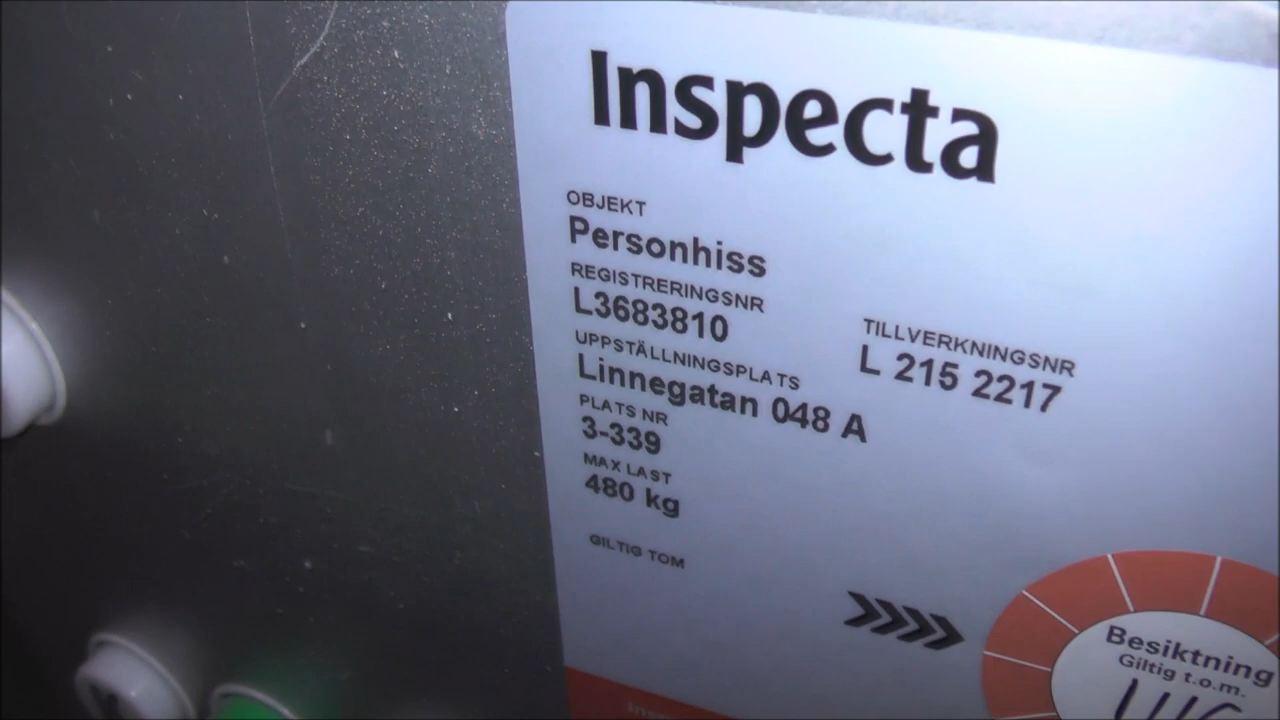 Inspecta
OBJEKT
Personhiss
REGISTRERINGSNR
L3683810
TILLVERKNINGSNR
L 215 2217
UPPSTÄLLNINGSPLATS
Linnegatan 048 A
PLATS NR
3-339
MAX LAST
480 kg
GILTIG TOM
Besiktning
Giltig t.o.m.